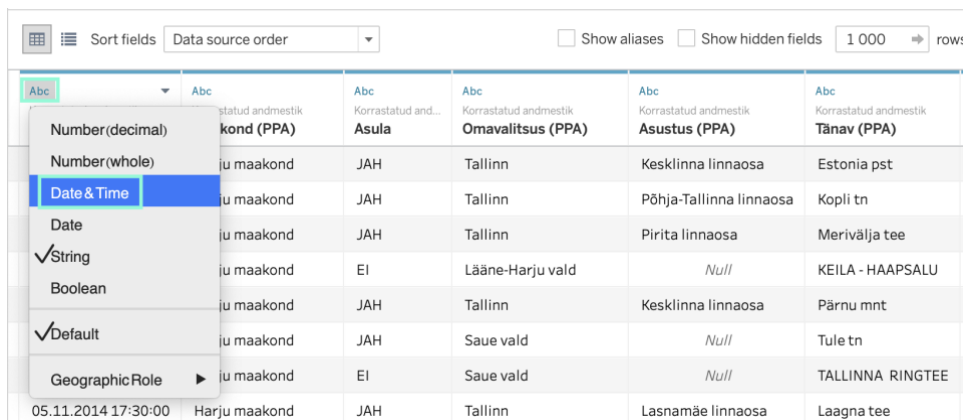 Sort fields Data source order Show aliases Show hidden fields 1 000 rows
Abc Abc Abc Abc Abc Abc
statud andmestik Korrastatud and... Korrastatud andmestik Korrastatud andmestik Korrastatud andmestik
kond (PPA) Asula Omavalitsus (PPA) Asustus (PPA) Tänav (PPA)
Number (decimal)
Number (whole)
Date & Time
Date
String
Boolean
Default
Geographic Role
ju maakond JAH Tallinn Kesklinna linnaosa Estonia pst
ju maakond JAH Tallinn Põhja-Tallinna linnaosa Kopli tn
ju maakond JAH Tallinn Pirita linnaosa Merivälja tee
ju maakond EI Lääne-Harju vald Null KEILA - HAAPSALU
ju maakond JAH Tallinn Kesklinna linnaosa Pärnu mnt
ju maakond JAH Saue vald Null Tule tn
ju maakond EI Saue vald Null TALLINNA RINGTEE
05.11.2014 17:30:00 Harju maakond JAH Tallinn Lasnamäe linnaosa Laagna tee